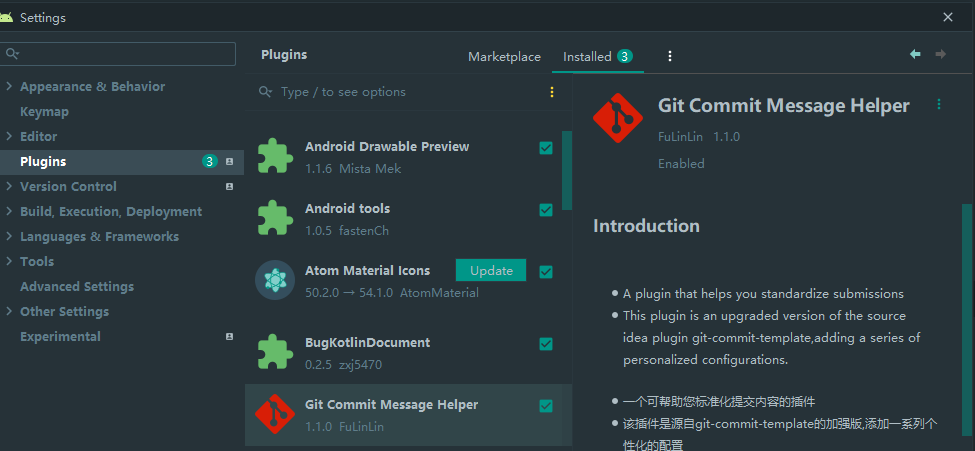 Settings
Plugins
Marketplace
Installed 3
Type / to see options
Appearance & Behavior
Keymap
Editor
Plugins 3
Version Control
Build, Execution, Deployment
Languages & Frameworks
Tools
Advanced Settings
Other Settings
Experimental
Android Drawable Preview
1.1.6 Mista Mek
Android tools
1.0.5 fastenCh
Atom Material Icons
Update
50.2.0 → 54.1.0 AtomMaterial
BugKotlinDocument
0.2.5 zxj5470
Git Commit Message Helper
1.1.0 FuLinLin
Git Commit Message Helper
FuLinLin 1.1.0
Enabled
Introduction
● A plugin that helps you standardize submissions
● This plugin is an upgraded version of the source
idea plugin git-commit-template,adding a series of
personalized configurations.
● 一个可帮助您标准化提交内容的插件
● 该插件是源自git-commit-template的加强版,添加一系列个
性化的配置